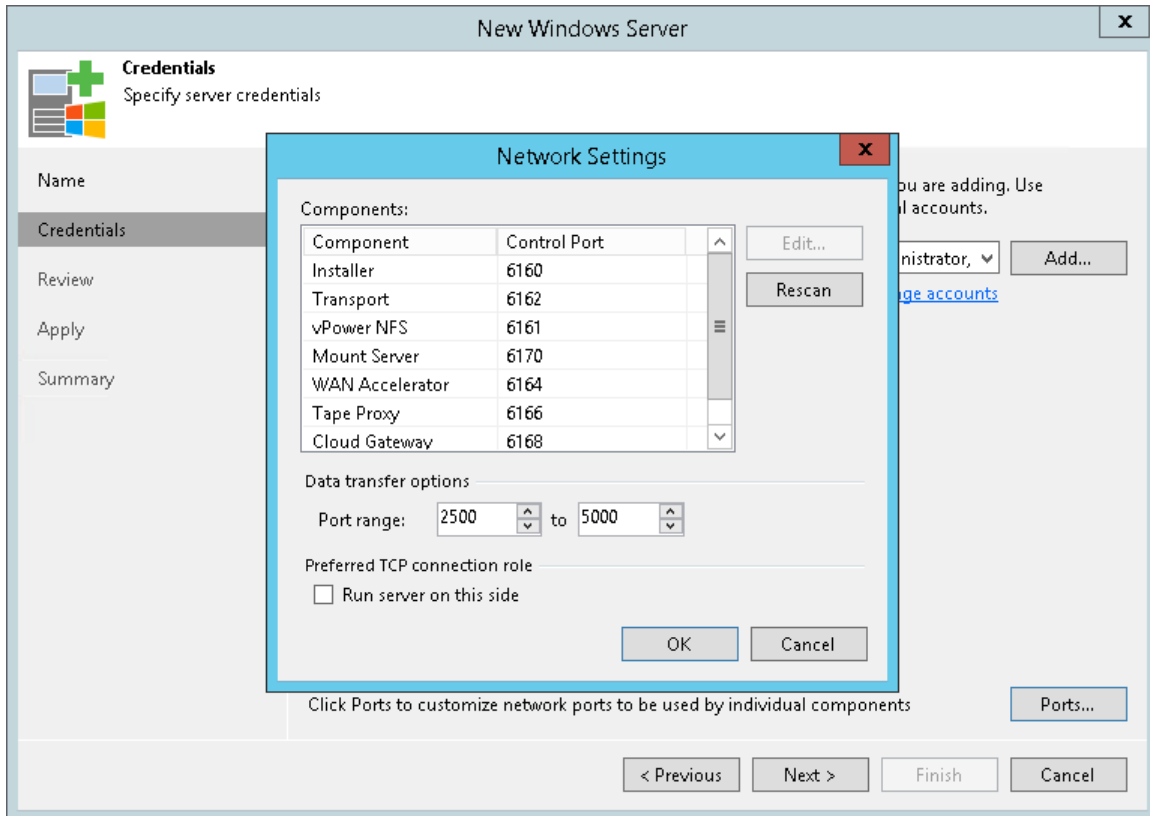 New Windows Server
x
Credentials
Specify server credentials
Name
Credentials
Review
Apply
Summary
Network Settings
x
Components:
Component Control Port
Installer 6160
Transport 6162
vPower NFS 6161
Mount Server 6170
WAN Accelerator 6164
Tape Proxy 6166
Cloud Gateway 6168
Edit...
Rescan
Data transfer options
Port range: 2500 to 5000
Preferred TCP connection role
Run server on this side
OK Cancel
you are adding. Use
accounts.
Add...
accounts
Click Ports to customize network ports to be used by individual components
Ports...
< Previous Next > Finish Cancel